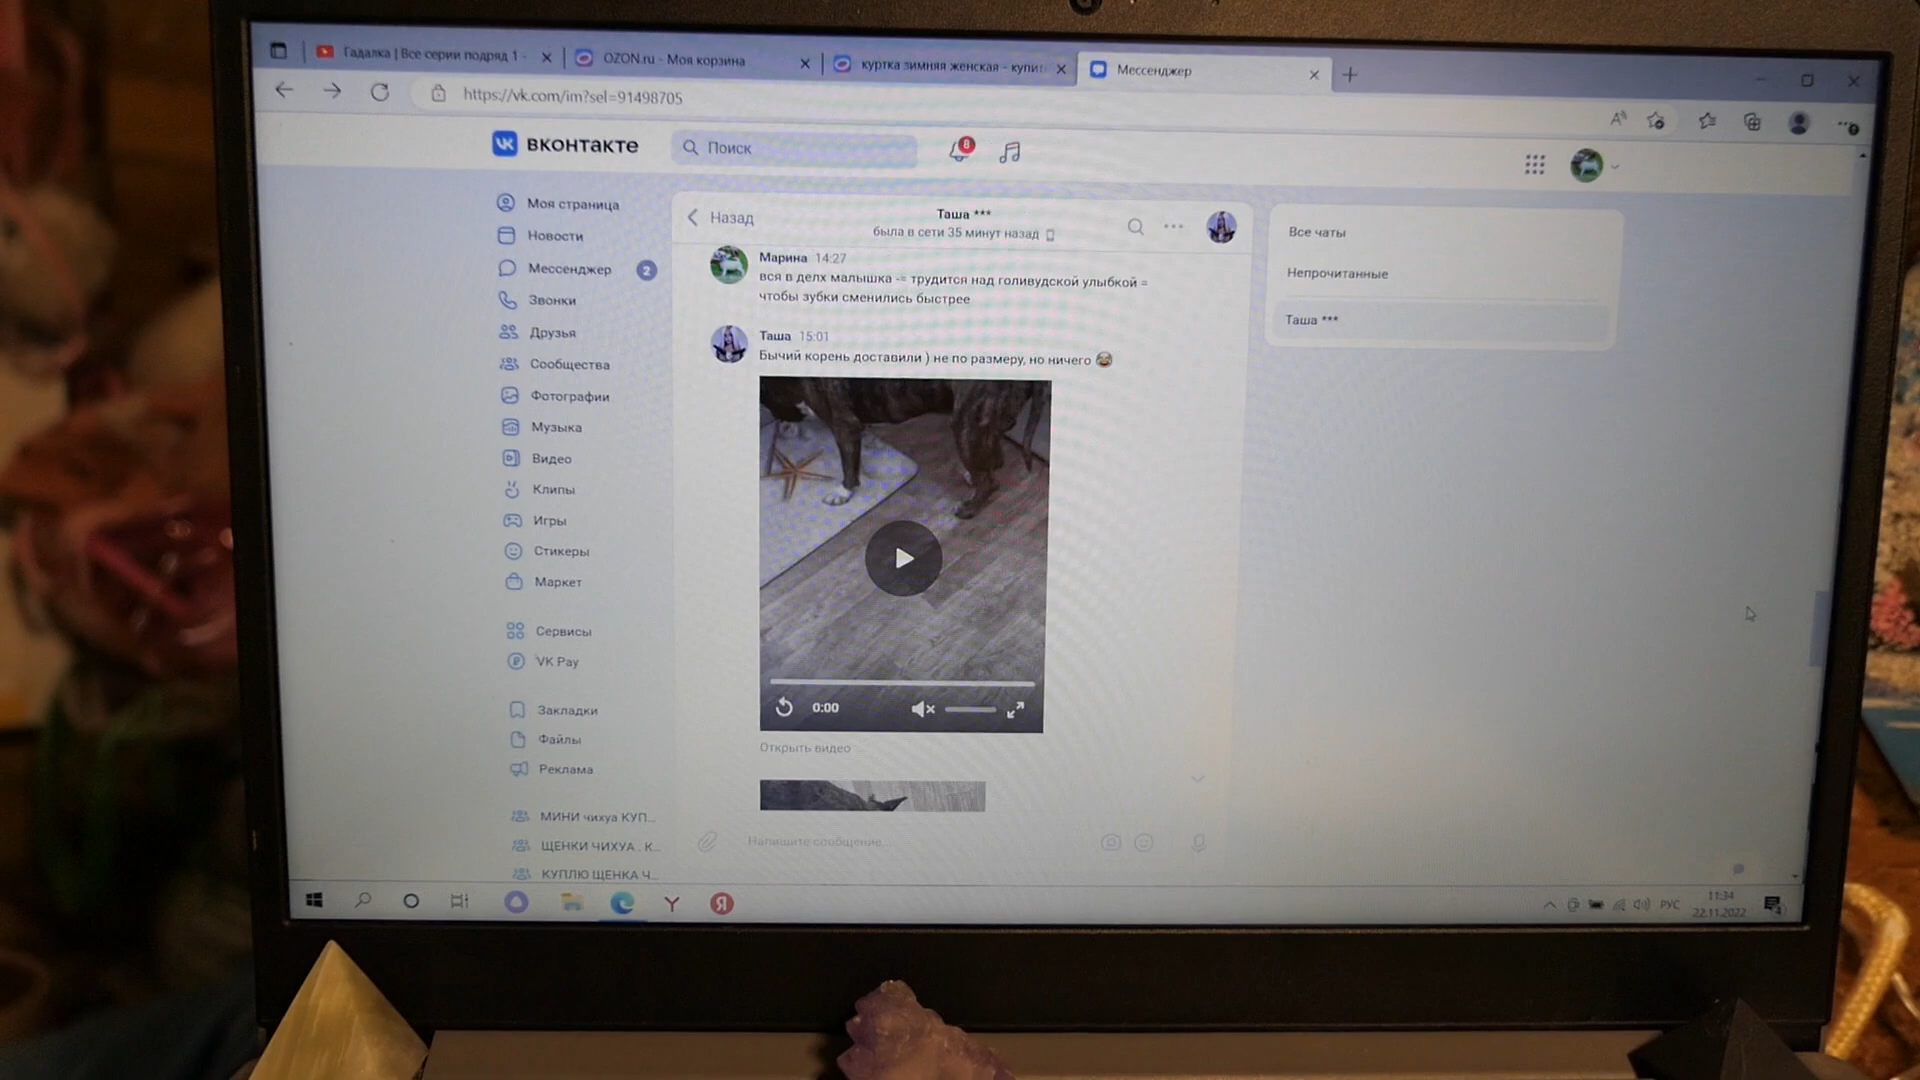 Гадалка | Все серии подряд 1 -
OZON.ru - Моя корзина
куртка зимняя женская - купить
Мессенджер
https://vk.com/im?sel=91498705
ВКОНТАКТЕ
Поиск
8
Моя страница
Новости
Мессенджер 2
Звонки
Друзья
Сообщества
Фотографии
Музыка
Видео
Клипы
Игры
Стикеры
Маркет
Сервисы
VK Pay
Закладки
Файлы
Реклама
МИНИ чихуа КУП...
ЩЕНКИ ЧИХУА . К...
КУПЛЮ ЩЕНКА Ч...
Назад
Таша ***
была в сети 35 минут назад
Марина 14:27
вся в делх малышка -= трудится над голивудской улыбкой =
чтобы зубки сменились быстрее
Таша 15:01
Бычий корень доставили ) не по размеру, но ничего
0:00
Открыть видео
Напишите сообщение...
Все чаты
Непрочитанные
Таша ***
РУС
11:34
22.11.2022